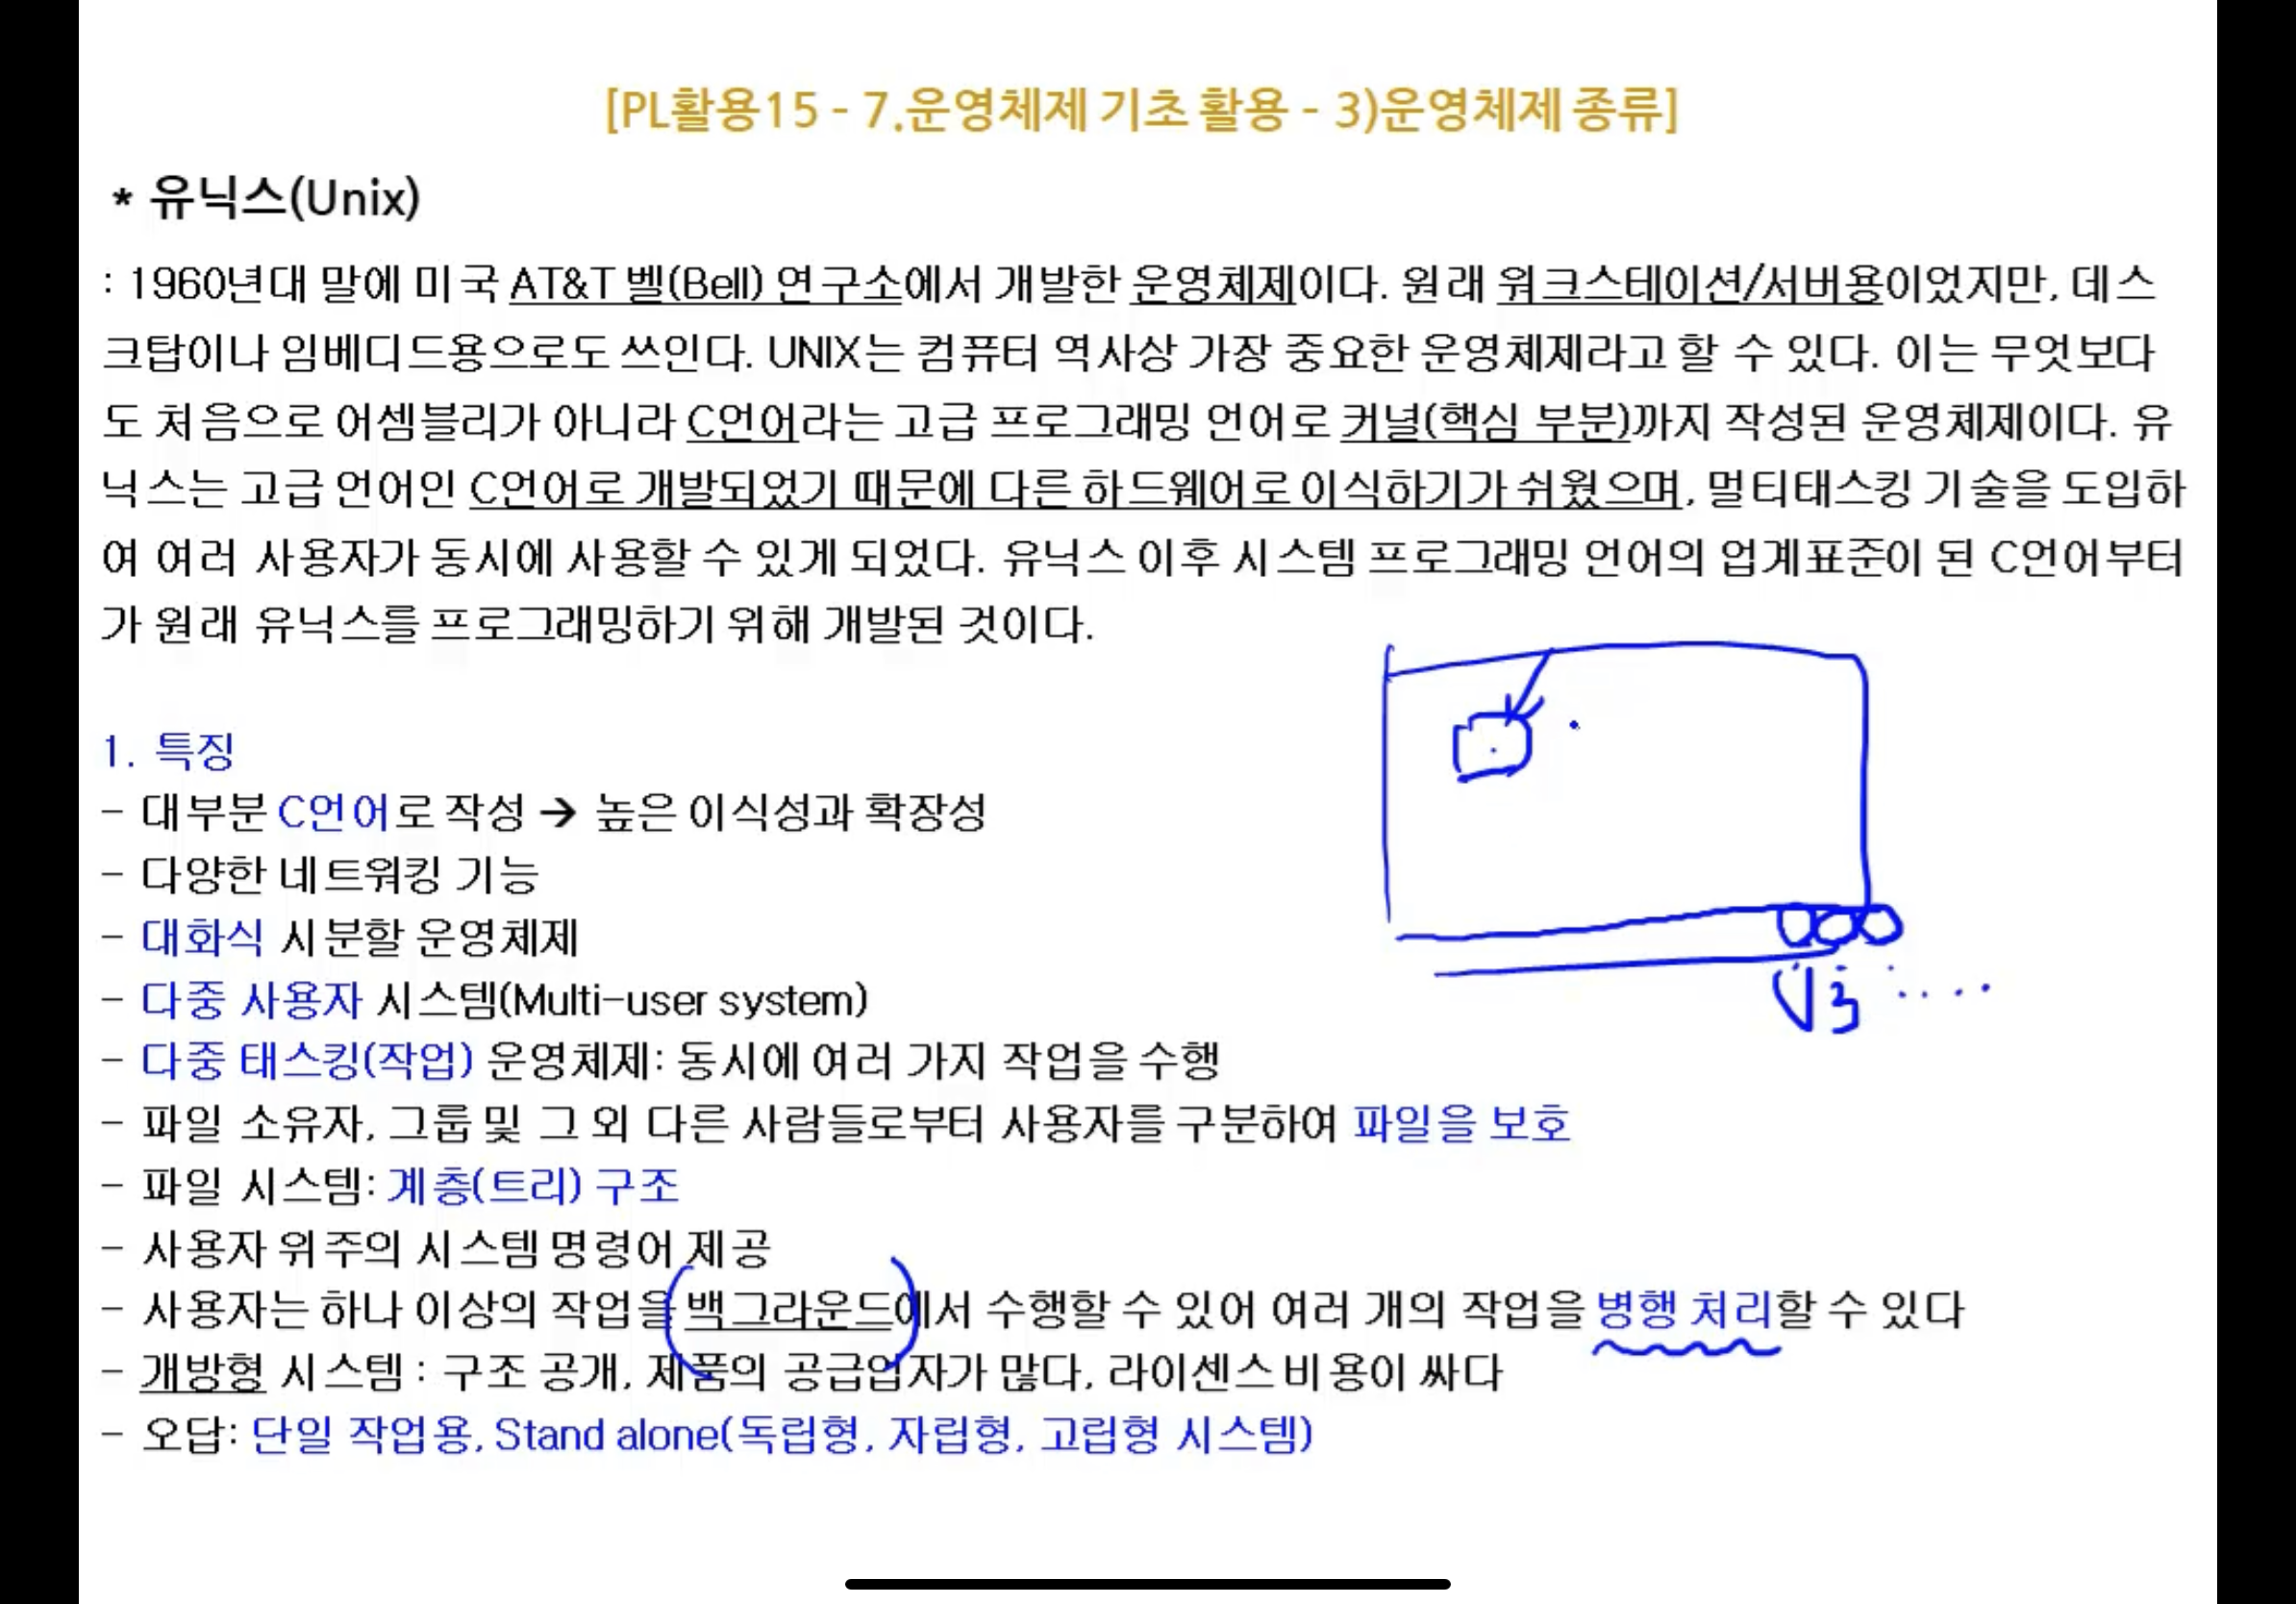 [PL활용15 - 7.운영체제 기초 활용 - 3)운영체제 종류]
* 유닉스(Unix)
: 1960년대 말에 미국 AT&T 벨(Bell) 연구소에서 개발한 운영체제이다. 원래 워크스테이션/서버용이었지만, 데스
크탑이나 임베디드용으로도 쓰인다. UNIX는 컴퓨터 역사상 가장 중요한 운영체제라고 할 수 있다. 이는 무엇보다
도 처음으로 어셈블리가 아니라 C언어라는 고급 프로그래밍 언어로 커널(핵심 부분)까지 작성된 운영체제이다. 유
닉스는 고급 언어인 C언어로 개발되었기 때문에 다른 하드웨어로 이식하기가 쉬웠으며, 멀티태스킹 기술을 도입하
여 여러 사용자가 동시에 사용할 수 있게 되었다. 유닉스 이후 시스템 프로그래밍 언어의 업계표준이 된 C언어부터
가 원래 유닉스를 프로그래밍하기 위해 개발된 것이다.
1. 특징
- 대부분 C언어로 작성 → 높은 이식성과 확장성
- 다양한 네트워킹 기능
- 대화식 시분할 운영체제
- 다중 사용자 시스템(Multi-user system)
V3
- 다중 태스킹(작업) 운영체제: 동시에 여러 가지 작업을 수행
- 파일 소유자, 그룹 및 그 외 다른 사람들로부터 사용자를 구분하여 파일을 보호
- 파일 시스템: 계층(트리) 구조
- 사용자 위주의 시스템 명령어 제공
- 사용자는 하나 이상의 작업을 백그라운드에서 수행할 수 있어 여러 개의 작업을 병행 처리할 수 있다
- 개방형 시스템 : 구조 공개, 제품의 공급업자가 많다, 라이센스 비용이 싸다
- 오답: 단일 작업용, Stand alone(독립형, 자립형, 고립형 시스템)